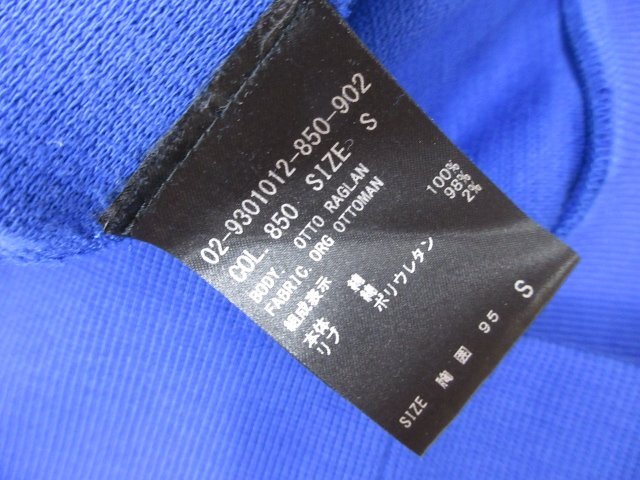 02-9301012-850-902
COL. 850 SIZE S
BODY. OTTO RAGLAN
FABRIC. ORG OTTOMAN
組成表示
本体 綿 100%
リブ 綿 98%
ポリウレタン 2%
SIZE 胸囲 95 S